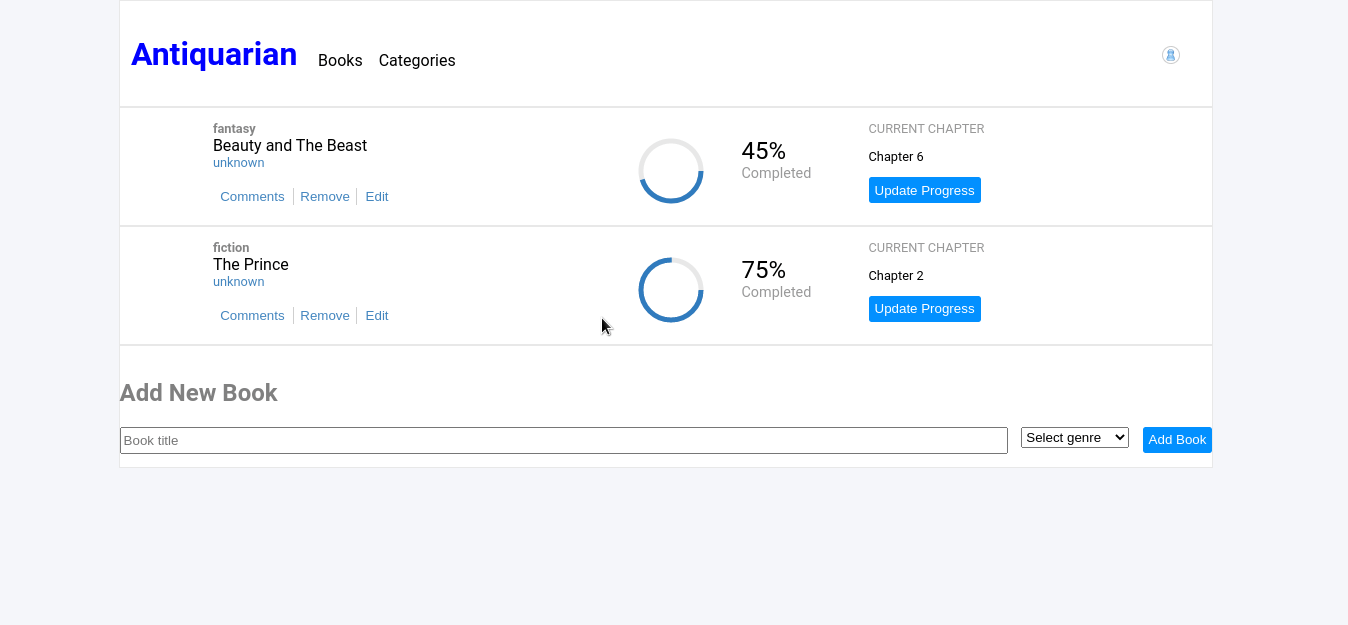 Antiquarian Books Categories
fantasy
Beauty and The Beast
unknown
Comments Remove Edit
45%
Completed
CURRENT CHAPTER
Chapter 6
Update Progress
fiction
The Prince
unknown
Comments Remove Edit
75%
Completed
CURRENT CHAPTER
Chapter 2
Update Progress
Add New Book
Book title Select genre Add Book